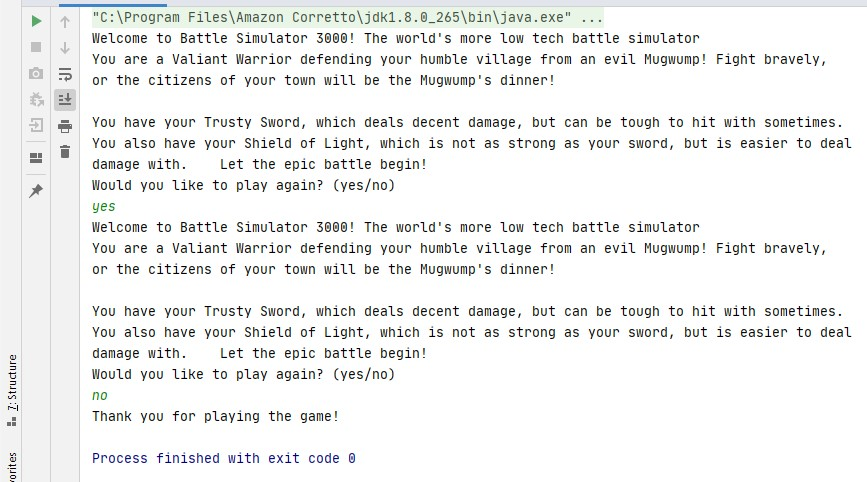 "C:\Program Files\Amazon Corretto\jdk1.8.0_265\bin\java.exe" ...
Welcome to Battle Simulator 3000! The world's more low tech battle simulator
You are a Valiant Warrior defending your humble village from an evil Mugwump! Fight bravely,
or the citizens of your town will be the Mugwump's dinner!

You have your Trusty Sword, which deals decent damage, but can be tough to hit with sometimes.
You also have your Shield of Light, which is not as strong as your sword, but is easier to deal
damage with.    Let the epic battle begin!
Would you like to play again? (yes/no)
yes
Welcome to Battle Simulator 3000! The world's more low tech battle simulator
You are a Valiant Warrior defending your humble village from an evil Mugwump! Fight bravely,
or the citizens of your town will be the Mugwump's dinner!

You have your Trusty Sword, which deals decent damage, but can be tough to hit with sometimes.
You also have your Shield of Light, which is not as strong as your sword, but is easier to deal
damage with.    Let the epic battle begin!
Would you like to play again? (yes/no)
no
Thank you for playing the game!

Process finished with exit code 0
7: Structure
vorites